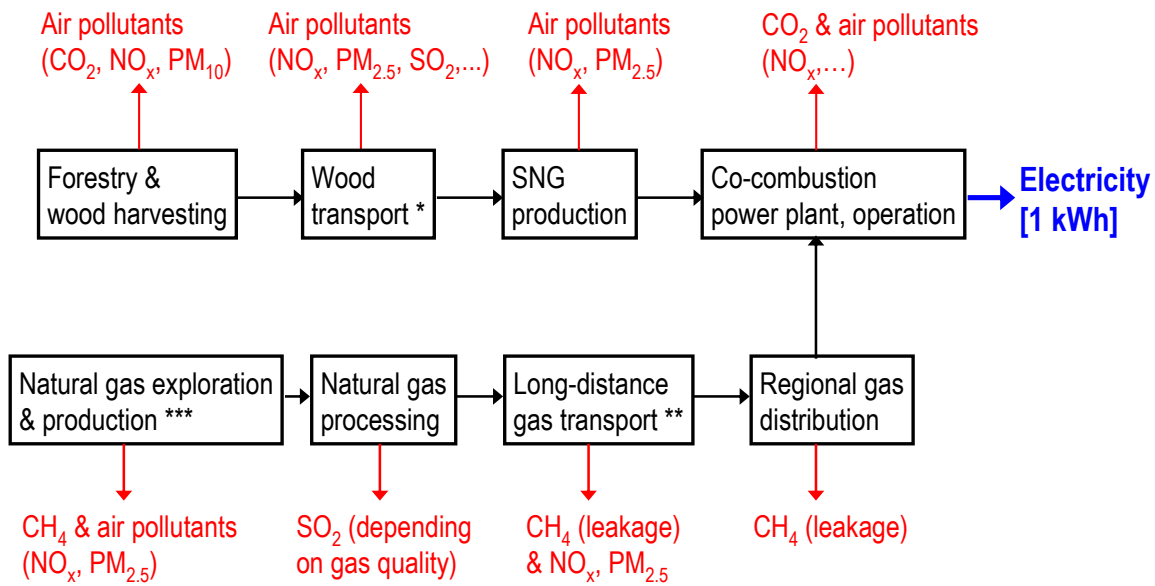 Air pollutants
(CO₂, NOₓ, PM₁₀)
Air pollutants
(NOₓ, PM₂.₅, SO₂,...)
Air pollutants
(NOₓ, PM₂.₅)
CO₂ & air pollutants
(NOₓ,…)
Forestry &
wood harvesting
Wood
transport *
SNG
production
Co-combustion
power plant, operation
Electricity
[1 kWh]
Natural gas exploration
& production ***
Natural gas
processing
Long-distance
gas transport **
Regional gas
distribution
CH₄ & air pollutants
(NOₓ, PM₂.₅)
SO₂ (depending
on gas quality)
CH₄ (leakage)
& NOₓ, PM₂.₅
CH₄ (leakage)